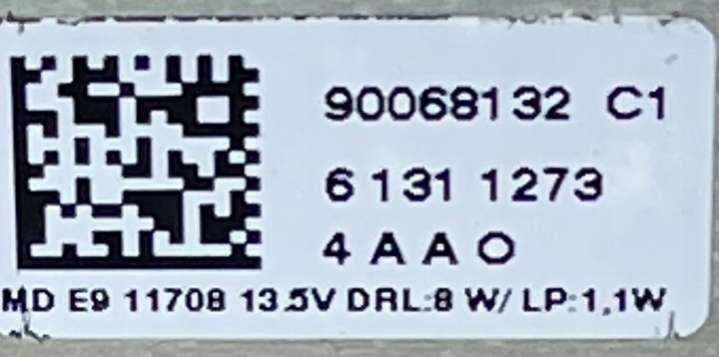 90068132 C1
6 131 1273
4 A A O
MD E9 11708 13.5V DRL:8 W/ LP:1,1W